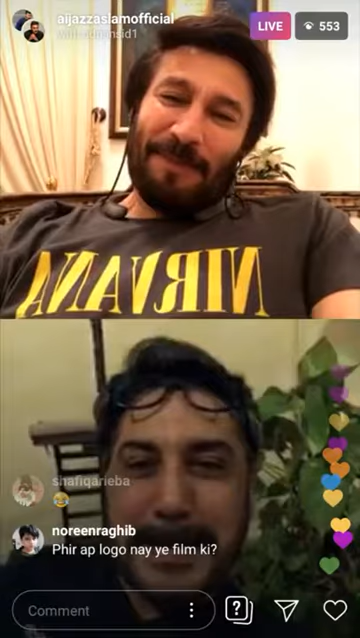 aijazzaslamofficial
LIVE
553
NIRVANA
shafiqarieba
😂
noreenraghib
Phir ap logo nay ye film ki?
Comment